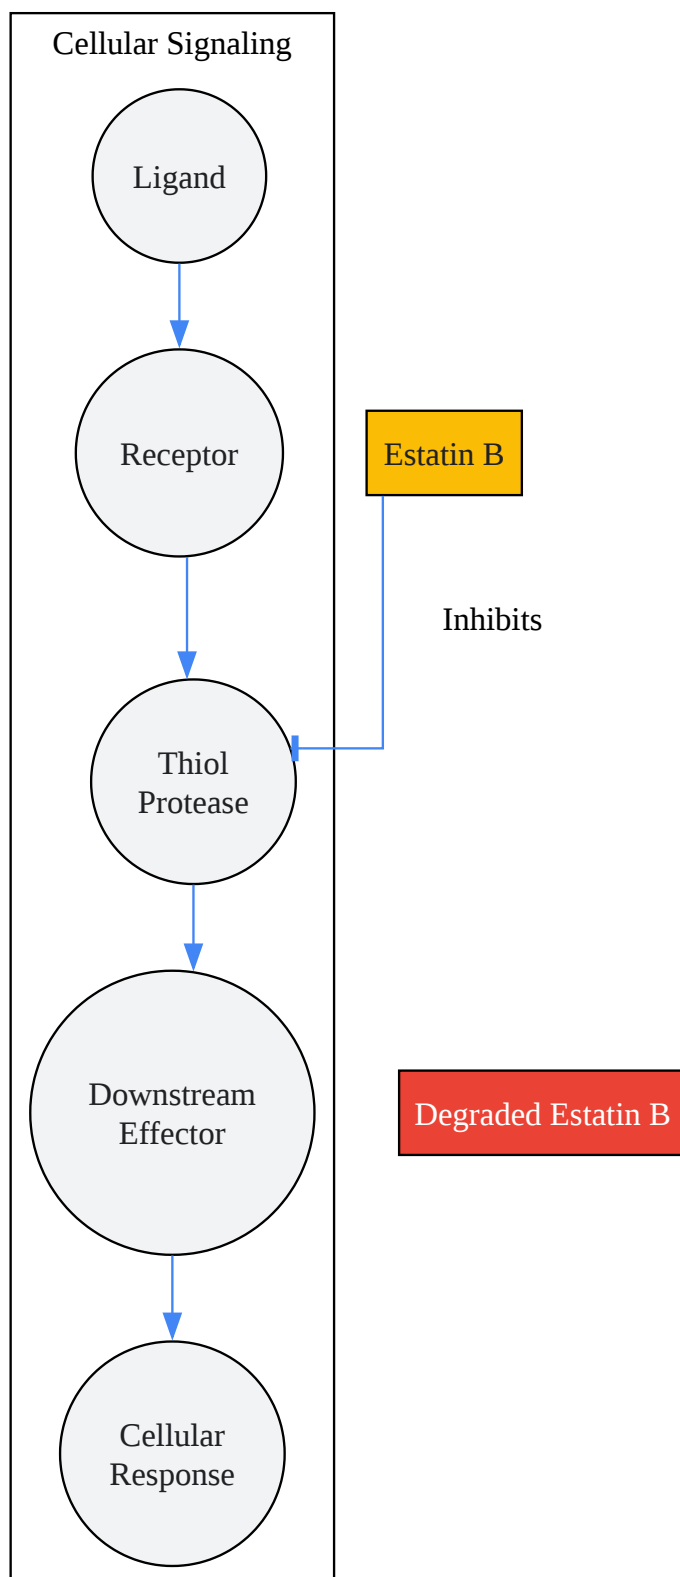 Cellular Signaling
Ligand
Receptor
Estatin B
Inhibits
Thiol
Protease
Downstream
Effector
Degraded Estatin B
Cellular
Response